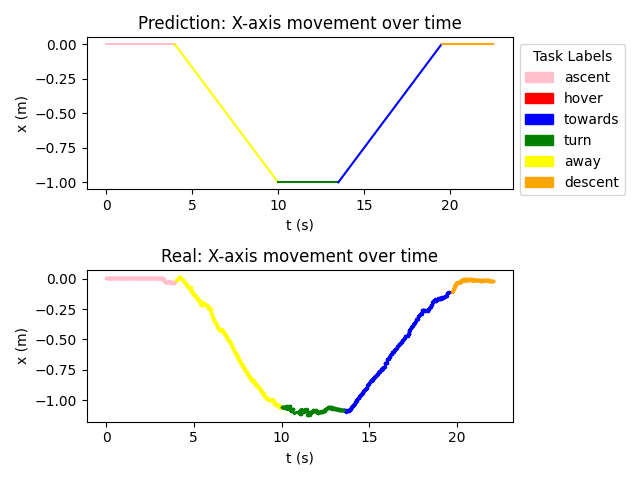 Prediction: X-axis movement over time
0.00
−0.25
−0.50
−0.75
−1.00
x (m)
0 5 10 15 20
t (s)
Task Labels
ascent
hover
towards
turn
away
descent
Real: X-axis movement over time
0.00
−0.25
−0.50
−0.75
−1.00
x (m)
0 5 10 15 20
t (s)